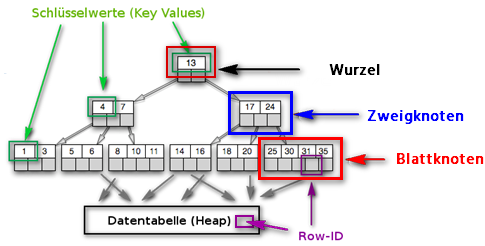 Schlüsselwerte (Key Values)
13
Wurzel
4 7
17 24
Zweigknoten
1 3
5 6
8 10 11
14 16
18 20
25 30 31 35
Blattknoten
Datentabelle (Heap)
Row-ID